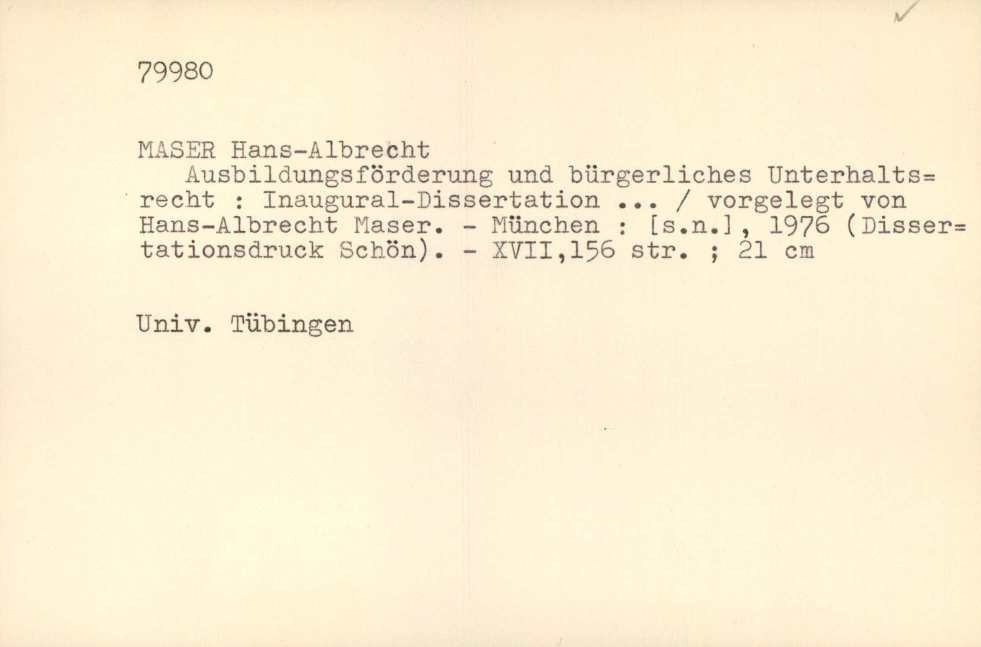 79980
MASER Hans-Albrecht
Ausbildungsförderung und bürgerliches Unterhalts=
recht : Inaugural-Dissertation ... / vorgelegt von
Hans-Albrecht Maser. - München : [s.n.], 1976 (Disser=
tationsdruck Schön). - XVII,156 str. ; 21 cm
Univ. Tübingen